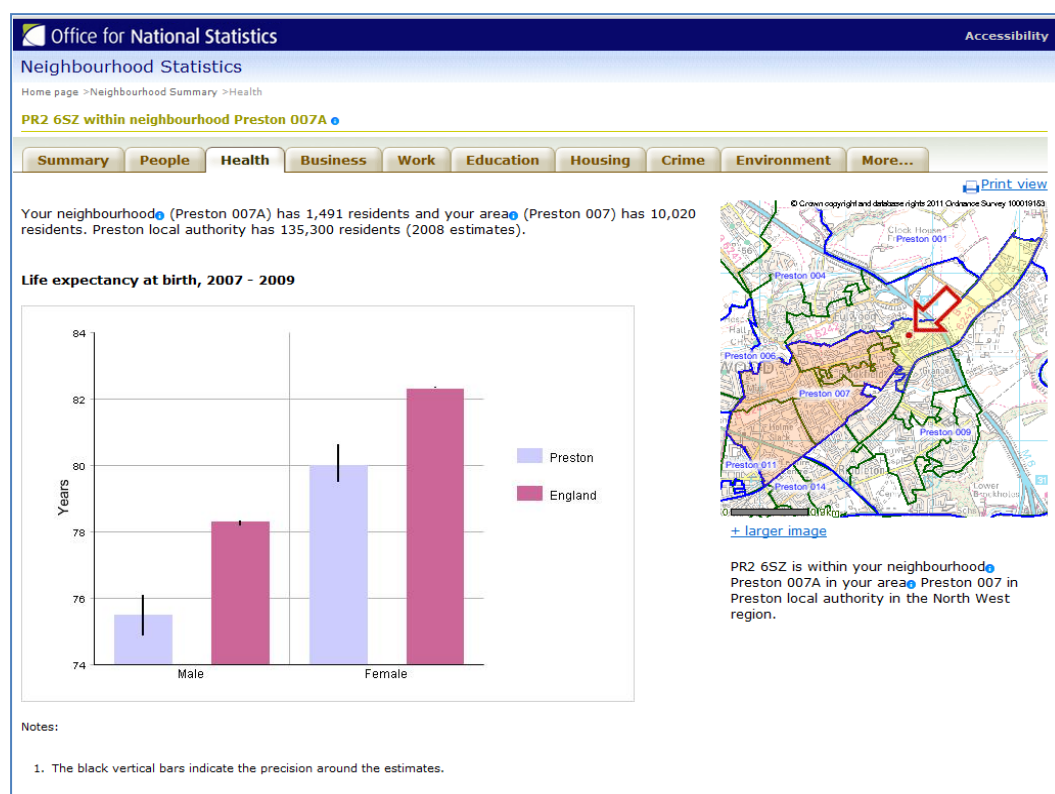 Office for National Statistics
Accessibility
Neighbourhood Statistics
Home page >Neighbourhood Summary >Health
PR2 6SZ within neighbourhood Preston 007A
Summary People Health Business Work Education Housing Crime Environment More...
Print view
Your neighbourhood (Preston 007A) has 1,491 residents and your area (Preston 007) has 10,020
residents. Preston local authority has 135,300 residents (2008 estimates).
© Crown copyright and database rights 2011 Ordnance Survey 100019153
Clock House
Preston 001
Preston 004
Preston 006
Preston 007
Preston 009
Preston 011
Preston 014
Lower
Brockholes
+ larger image
PR2 6SZ is within your neighbourhood
Preston 007A in your area Preston 007 in
Preston local authority in the North West
region.
Life expectancy at birth, 2007 - 2009
84
82
80
78
76
74
Years
Male
Female
Preston
England
Notes:
1. The black vertical bars indicate the precision around the estimates.